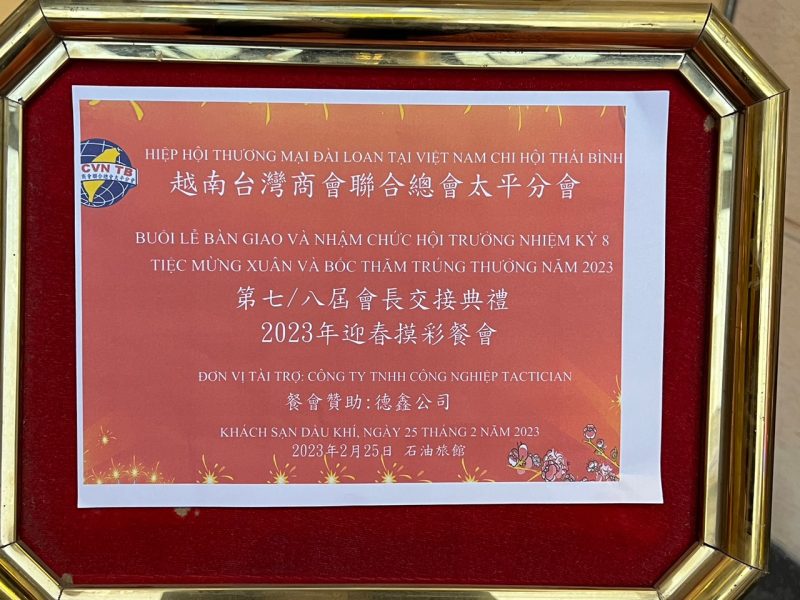 CVN TB
HIỆP HỘI THƯƠNG MẠI ĐÀI LOAN TẠI VIỆT NAM CHI HỘI THÁI BÌNH
越南台灣商會聯合總會太平分會
BUỔI LỄ BÀN GIAO VÀ NHẬM CHỨC HỘI TRƯỞNG NHIỆM KỲ 8
TIỆC MỪNG XUÂN VÀ BỐC THĂM TRÚNG THƯỞNG NĂM 2023
第七/八屆會長交接典禮
2023年迎春摸彩餐會
ĐƠN VỊ TÀI TRỢ: CÔNG TY TNHH CÔNG NGHIỆP TACTICIAN
餐會贊助:德鑫公司
KHÁCH SẠN DẦU KHÍ, NGÀY 25 THÁNG 2 NĂM 2023
2023年2月25日 石油旅館